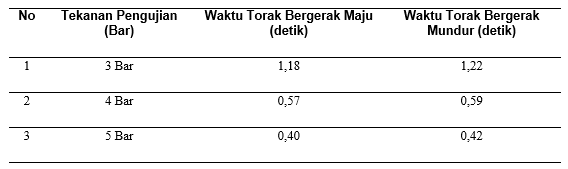 No Tekanan Pengujian (Bar) Waktu Torak Bergerak Maju (detik) Waktu Torak Bergerak Mundur (detik)
1 3 Bar 1,18 1,22
2 4 Bar 0,57 0,59
3 5 Bar 0,40 0,42